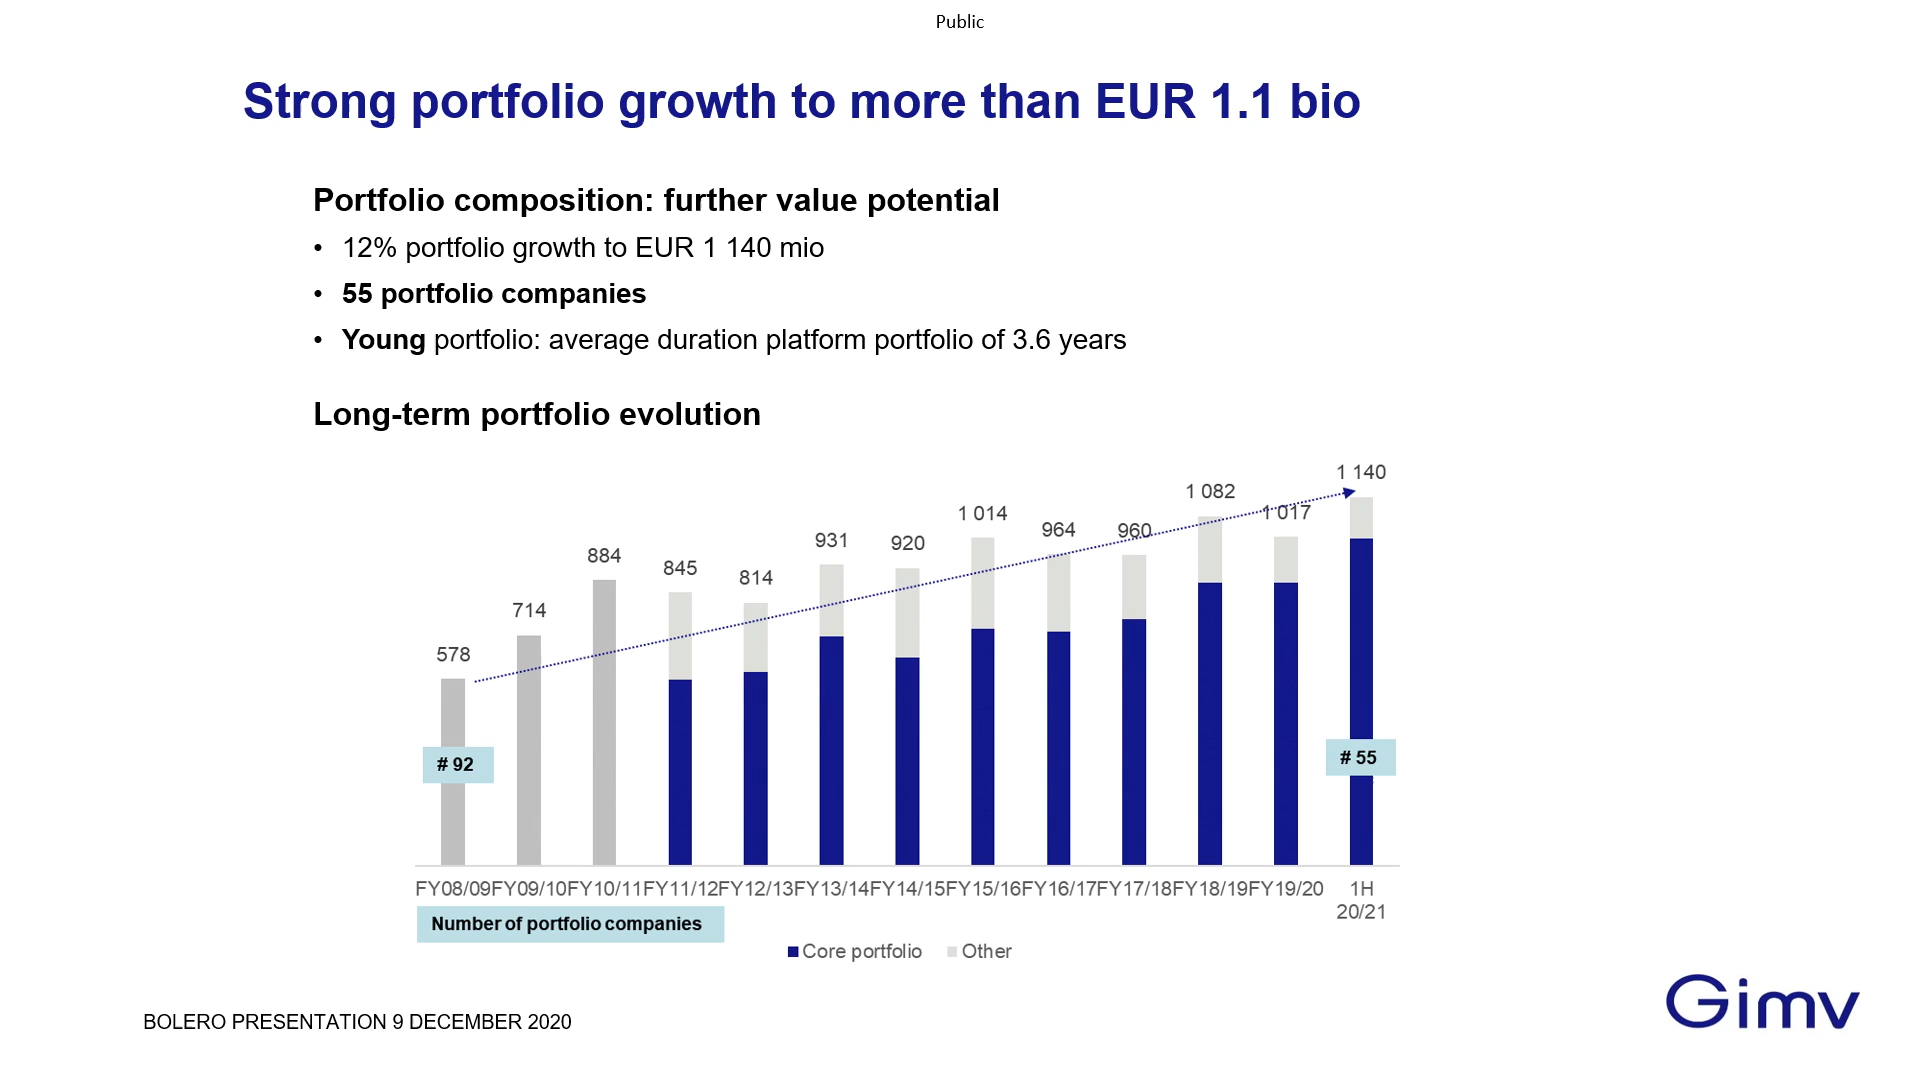 Public
Strong portfolio growth to more than EUR 1.1 bio
Portfolio composition: further value potential
• 12% portfolio growth to EUR 1 140 mio
• 55 portfolio companies
• Young portfolio: average duration platform portfolio of 3.6 years
Long-term portfolio evolution
578
714
884
845
814
931
920
1 014
964
960
1 082
1 017
1 140
# 92
# 55
FY08/09 FY09/10 FY10/11 FY11/12 FY12/13 FY13/14 FY14/15 FY15/16 FY16/17 FY17/18 FY18/19 FY19/20 1H
20/21
Number of portfolio companies
Core portfolio Other
BOLERO PRESENTATION 9 DECEMBER 2020
Gimv